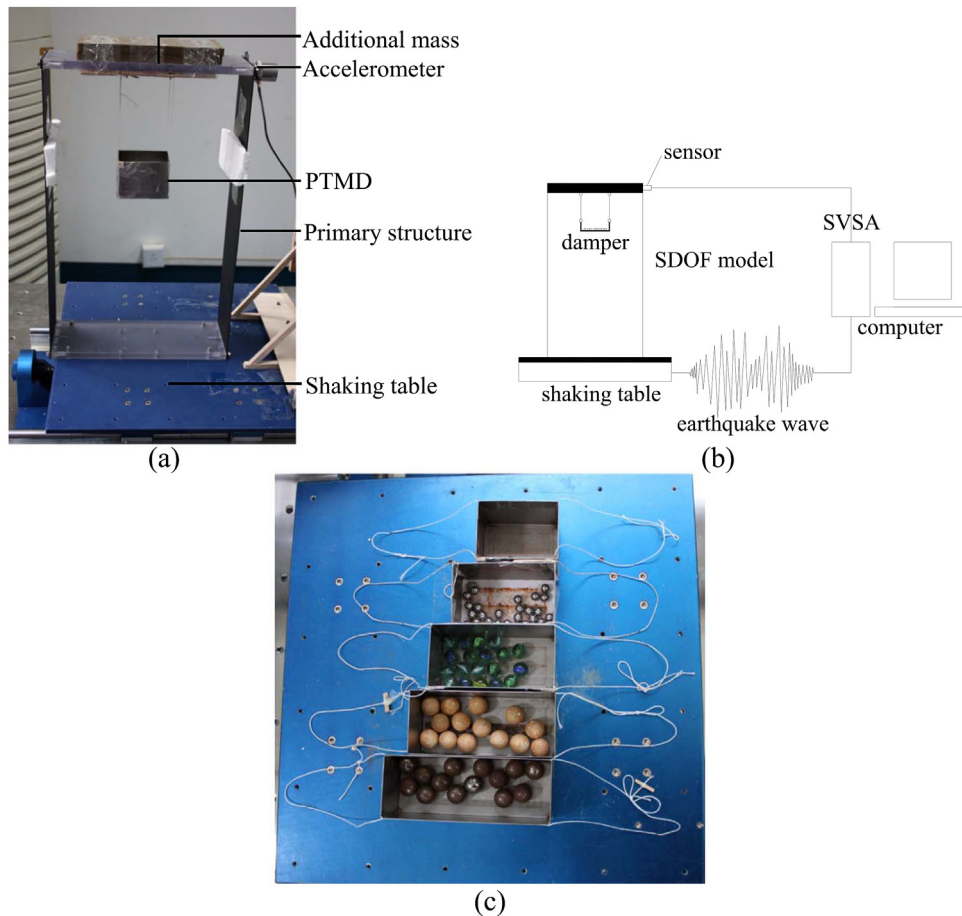 Additional mass
Accelerometer
PTMD
Primary structure
Shaking table
(a)
sensor
SVSA
damper
SDOF model
computer
shaking table
earthquake wave
(b)
(c)